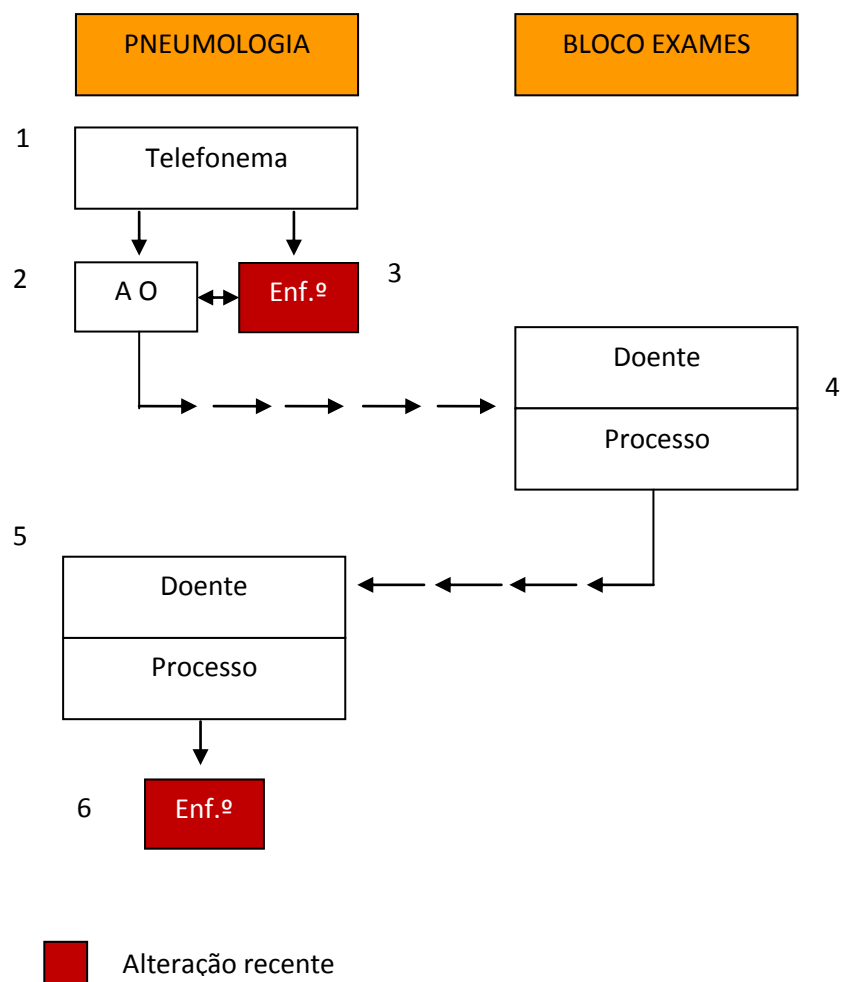 PNEUMOLOGIA
BLOCO EXAMES
1
Telefonema
2
A O
Enf.º
3
Doente
4
Processo
5
Doente
Processo
6
Enf.º
Alteração recente